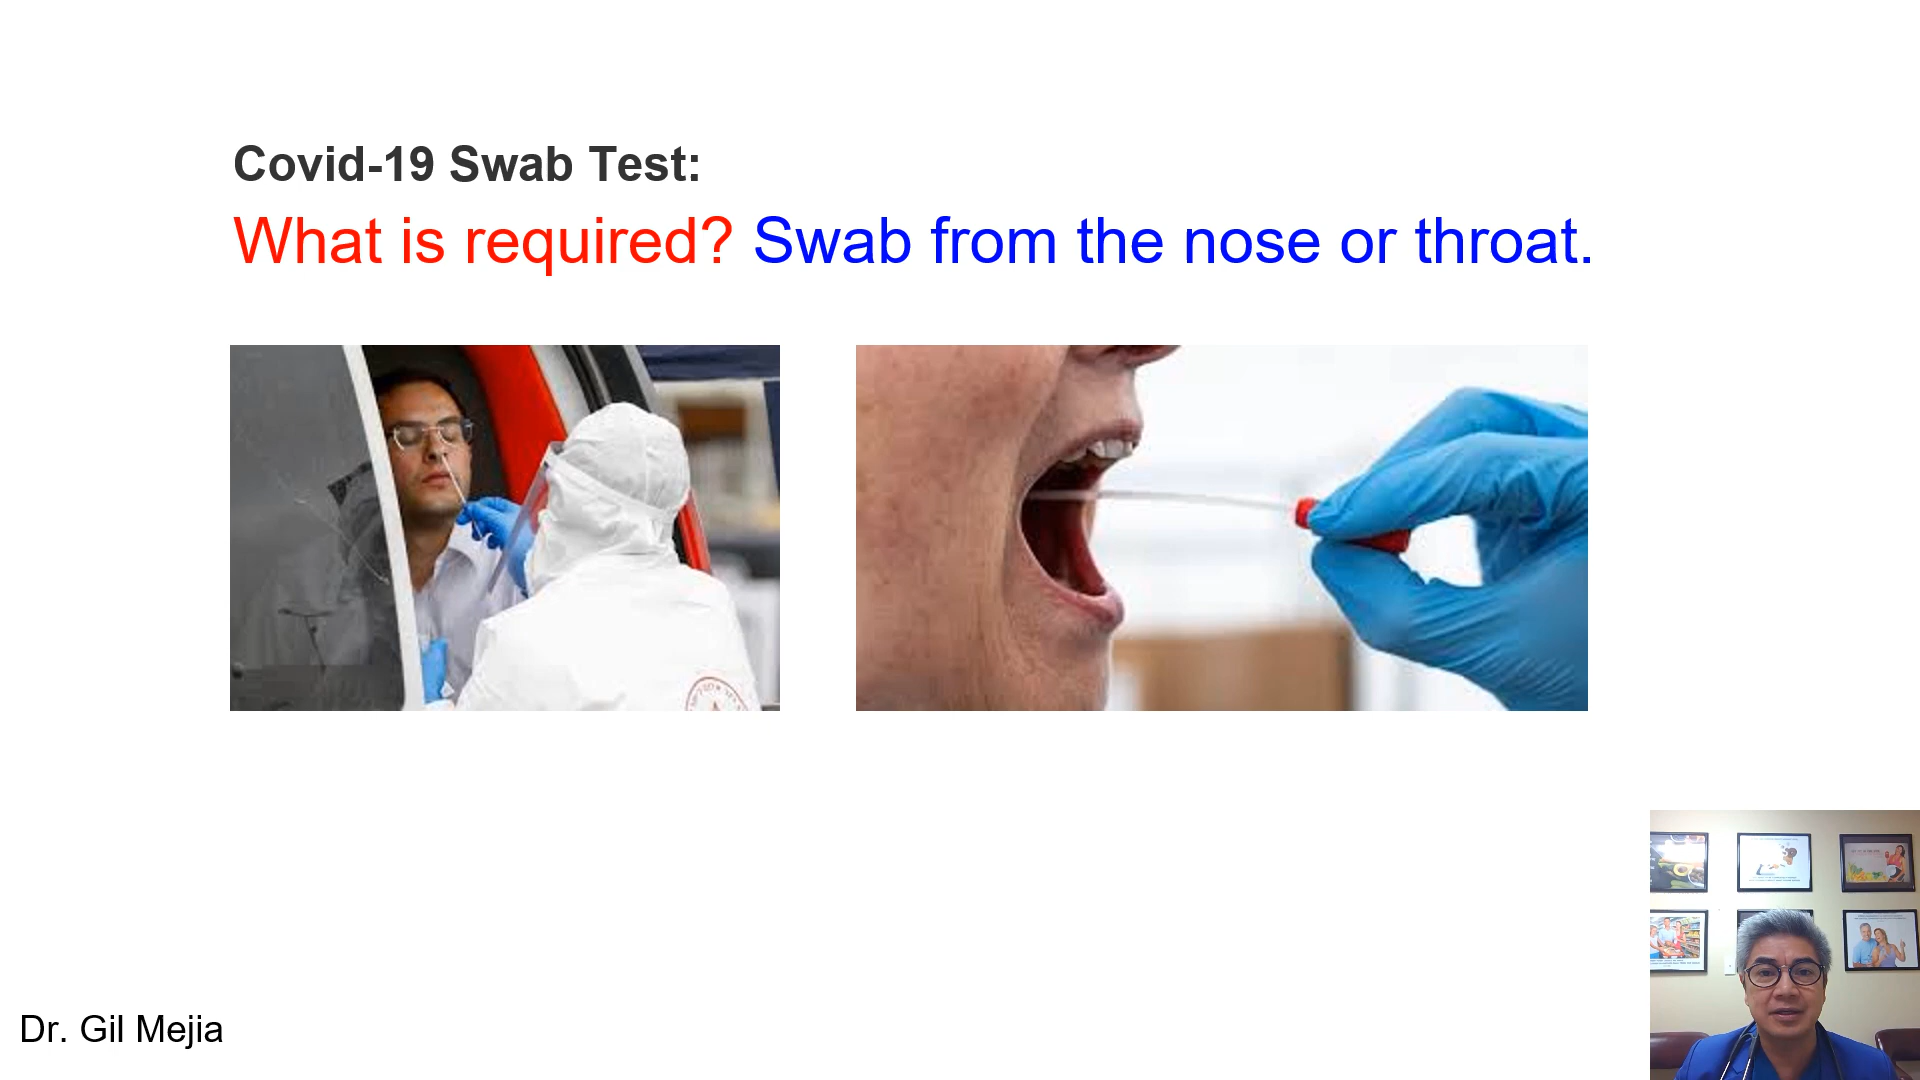 Covid-19 Swab Test:
What is required? Swab from the nose or throat.
Dr. Gil Mejia